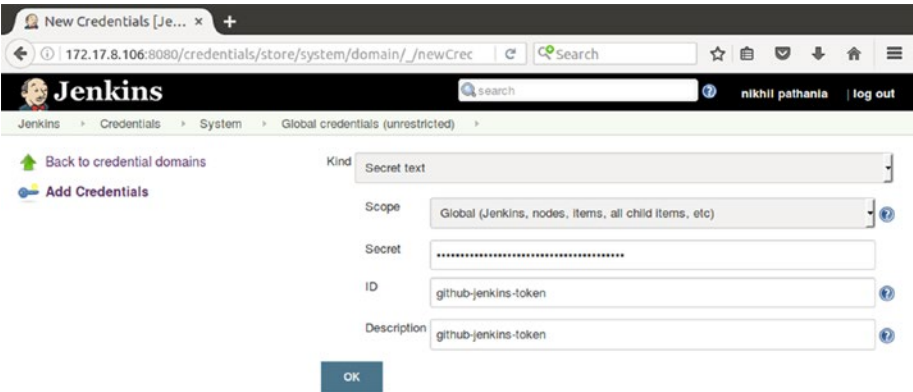 New Credentials [Je...
172.17.8.106:8080/credentials/store/system/domain/_/newCrec
Search
Jenkins
search
nikhil pathania
| log out
Jenkins
Credentials
System
Global credentials (unrestricted)
Back to credential domains
Add Credentials
Kind
Secret text
Scope
Global (Jenkins, nodes, items, all child items, etc)
Secret
••••••••••••••••••••••••••••••••••••••••
ID
github-jenkins-token
Description
github-jenkins-token
OK